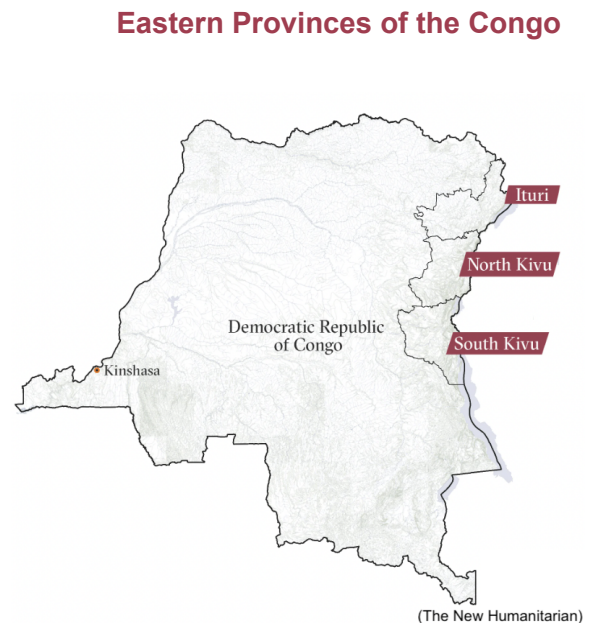 Eastern Provinces of the Congo
Ituri
North Kivu
Democratic Republic
of Congo
South Kivu
Kinshasa
(The New Humanitarian)